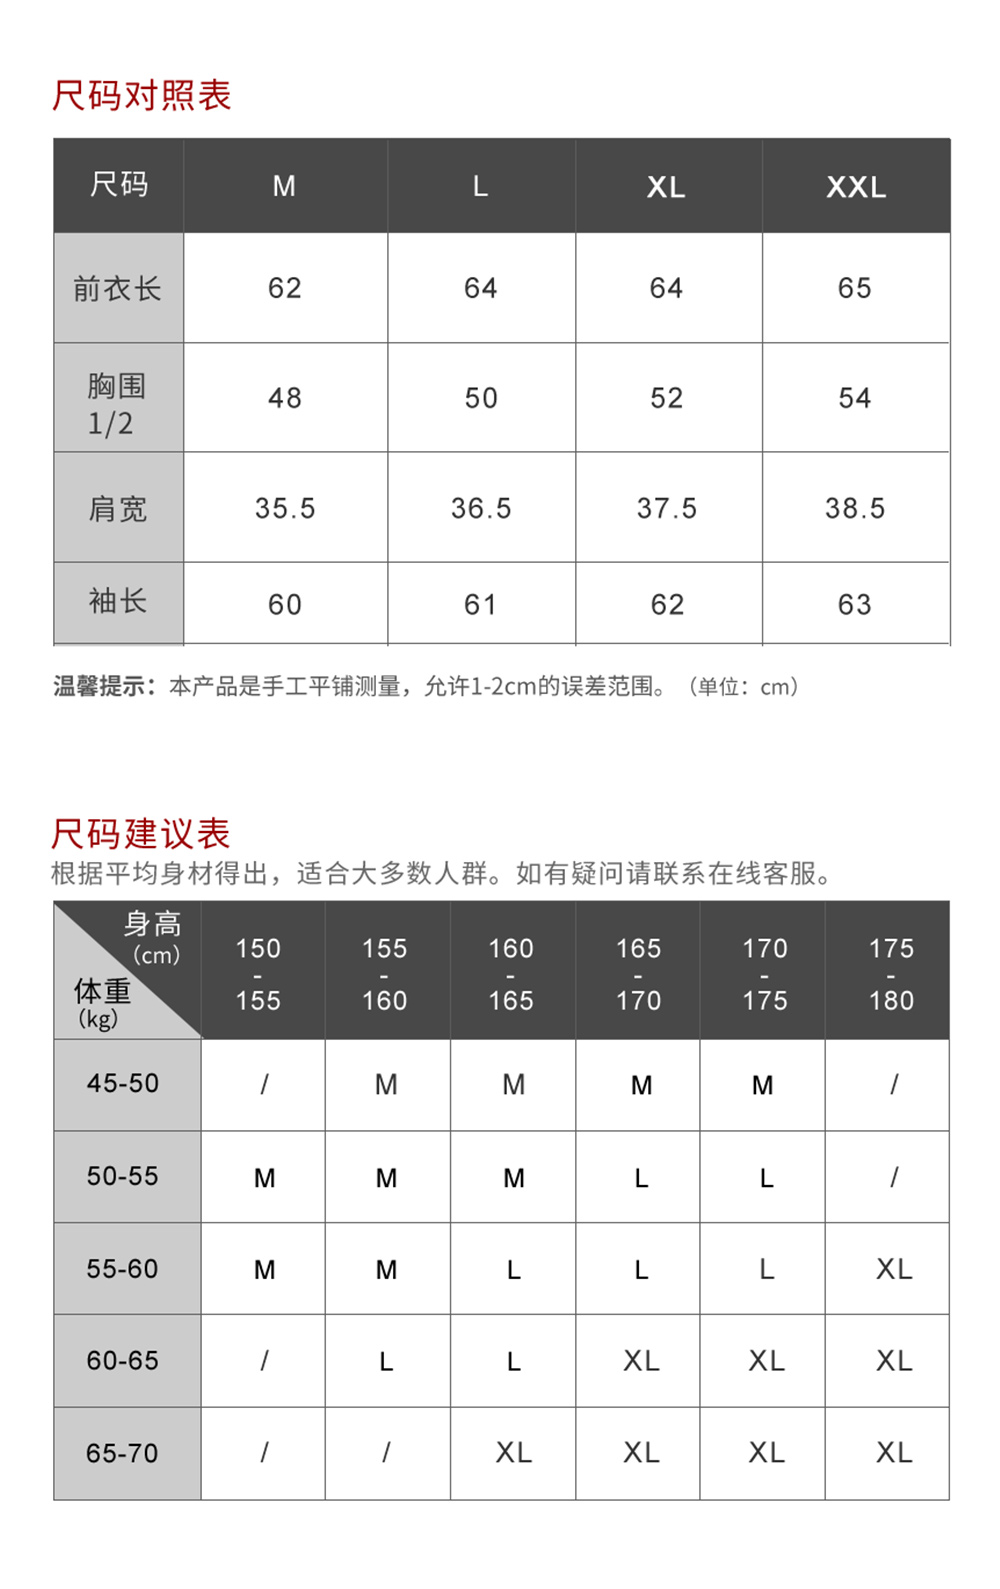 尺码对照表
尺码 M L XL XXL
前衣长 62 64 64 65
胸围
1/2 48 50 52 54
肩宽 35.5 36.5 37.5 38.5
袖长 60 61 62 63
温馨提示：本产品是手工平铺测量，允许1-2cm的误差范围。（单位：cm）
尺码建议表
根据平均身材得出，适合大多数人群。如有疑问请联系在线客服。
身高
（cm）
体重
（kg）
150
-
155
155
-
160
160
-
165
165
-
170
170
-
175
175
-
180
45-50 / M M M M /
50-55 M M M L L /
55-60 M M L L L XL
60-65 / L L XL XL XL
65-70 / / XL XL XL XL